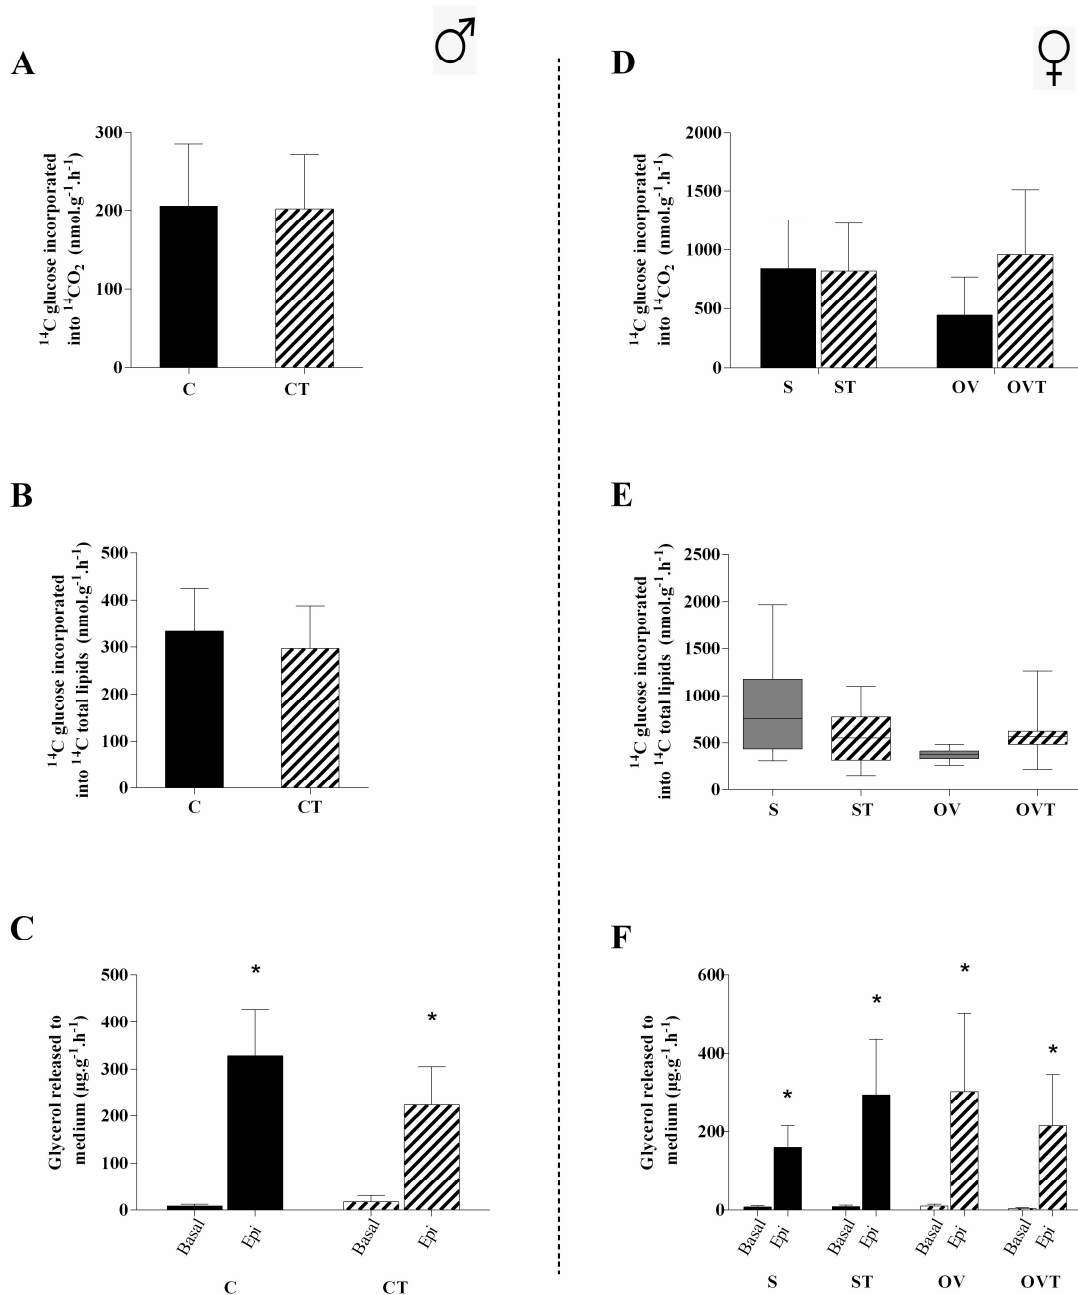 A
¹⁴C glucose incorporated
into ¹⁴CO₂ (nmol.g⁻¹.h⁻¹)
300
200
100
0
C
CT
B
¹⁴C glucose incorporated
into ¹⁴C total lipids (nmol.g⁻¹.h⁻¹)
500
400
300
200
100
0
C
CT
C
Glycerol released to
medium (µg.g⁻¹.h⁻¹)
500
400
300
200
100
0
*
*
Basal
Epi
Basal
Epi
C
CT
D
¹⁴C glucose incorporated
into ¹⁴CO₂ (nmol.g⁻¹.h⁻¹)
2000
1500
1000
500
0
S
ST
OV
OVT
E
¹⁴C glucose incorporated
into ¹⁴C total lipids (nmol.g⁻¹.h⁻¹)
2500
2000
1500
1000
500
0
S
ST
OV
OVT
F
Glycerol released to
medium (µg.g⁻¹.h⁻¹)
600
400
200
0
*
*
*
*
Basal
Epi
Basal
Epi
Basal
Epi
Basal
Epi
S
ST
OV
OVT